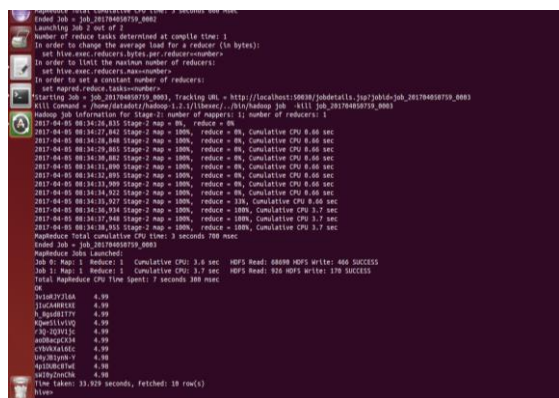 MapReduce Total cumulative CPU time: 3 seconds 600 msec
Ended Job = job_201704050759_0002
Launching Job 2 out of 2
Number of reduce tasks determined at compile time: 1
In order to change the average load for a reducer (in bytes):
set hive.exec.reducers.bytes.per.reducer=<number>
In order to limit the maximum number of reducers:
set hive.exec.reducers.max=<number>
In order to set a constant number of reducers:
set mapred.reduce.tasks=<number>
Starting Job = job_201704050759_0003, Tracking URL = http://localhost:50030/jobdetails.jsp?jobid=job_201704050759_0003
Kill Command = /home/datadotz/hadoop-1.2.1/libexec/../bin/hadoop job -kill job_201704050759_0003
Hadoop job information for Stage-2: number of mappers: 1; number of reducers: 1
2017-04-05 08:34:26,835 Stage-2 map = 0%, reduce = 0%
2017-04-05 08:34:27,842 Stage-2 map = 100%, reduce = 0%, Cumulative CPU 0.66 sec
2017-04-05 08:34:28,848 Stage-2 map = 100%, reduce = 0%, Cumulative CPU 0.66 sec
2017-04-05 08:34:29,865 Stage-2 map = 100%, reduce = 0%, Cumulative CPU 0.66 sec
2017-04-05 08:34:30,882 Stage-2 map = 100%, reduce = 0%, Cumulative CPU 0.66 sec
2017-04-05 08:34:31,890 Stage-2 map = 100%, reduce = 0%, Cumulative CPU 0.66 sec
2017-04-05 08:34:32,895 Stage-2 map = 100%, reduce = 0%, Cumulative CPU 0.66 sec
2017-04-05 08:34:33,909 Stage-2 map = 100%, reduce = 0%, Cumulative CPU 0.66 sec
2017-04-05 08:34:34,922 Stage-2 map = 100%, reduce = 0%, Cumulative CPU 0.66 sec
2017-04-05 08:34:35,927 Stage-2 map = 100%, reduce = 33%, Cumulative CPU 0.66 sec
2017-04-05 08:34:36,934 Stage-2 map = 100%, reduce = 100%, Cumulative CPU 3.7 sec
2017-04-05 08:34:37,948 Stage-2 map = 100%, reduce = 100%, Cumulative CPU 3.7 sec
2017-04-05 08:34:38,955 Stage-2 map = 100%, reduce = 100%, Cumulative CPU 3.7 sec
MapReduce Total cumulative CPU time: 3 seconds 700 msec
Ended Job = job_201704050759_0003
MapReduce Jobs Launched:
Job 0: Map: 1 Reduce: 1 Cumulative CPU: 3.6 sec HDFS Read: 68690 HDFS Write: 466 SUCCESS
Job 1: Map: 1 Reduce: 1 Cumulative CPU: 3.7 sec HDFS Read: 926 HDFS Write: 178 SUCCESS
Total MapReduce CPU Time Spent: 7 seconds 300 msec
OK
4.99
4.99
4.99
4.99
4.99
4.99
4.99
4.98
4.98
4.98
Time taken: 33.929 seconds, Fetched: 10 row(s)
hive>